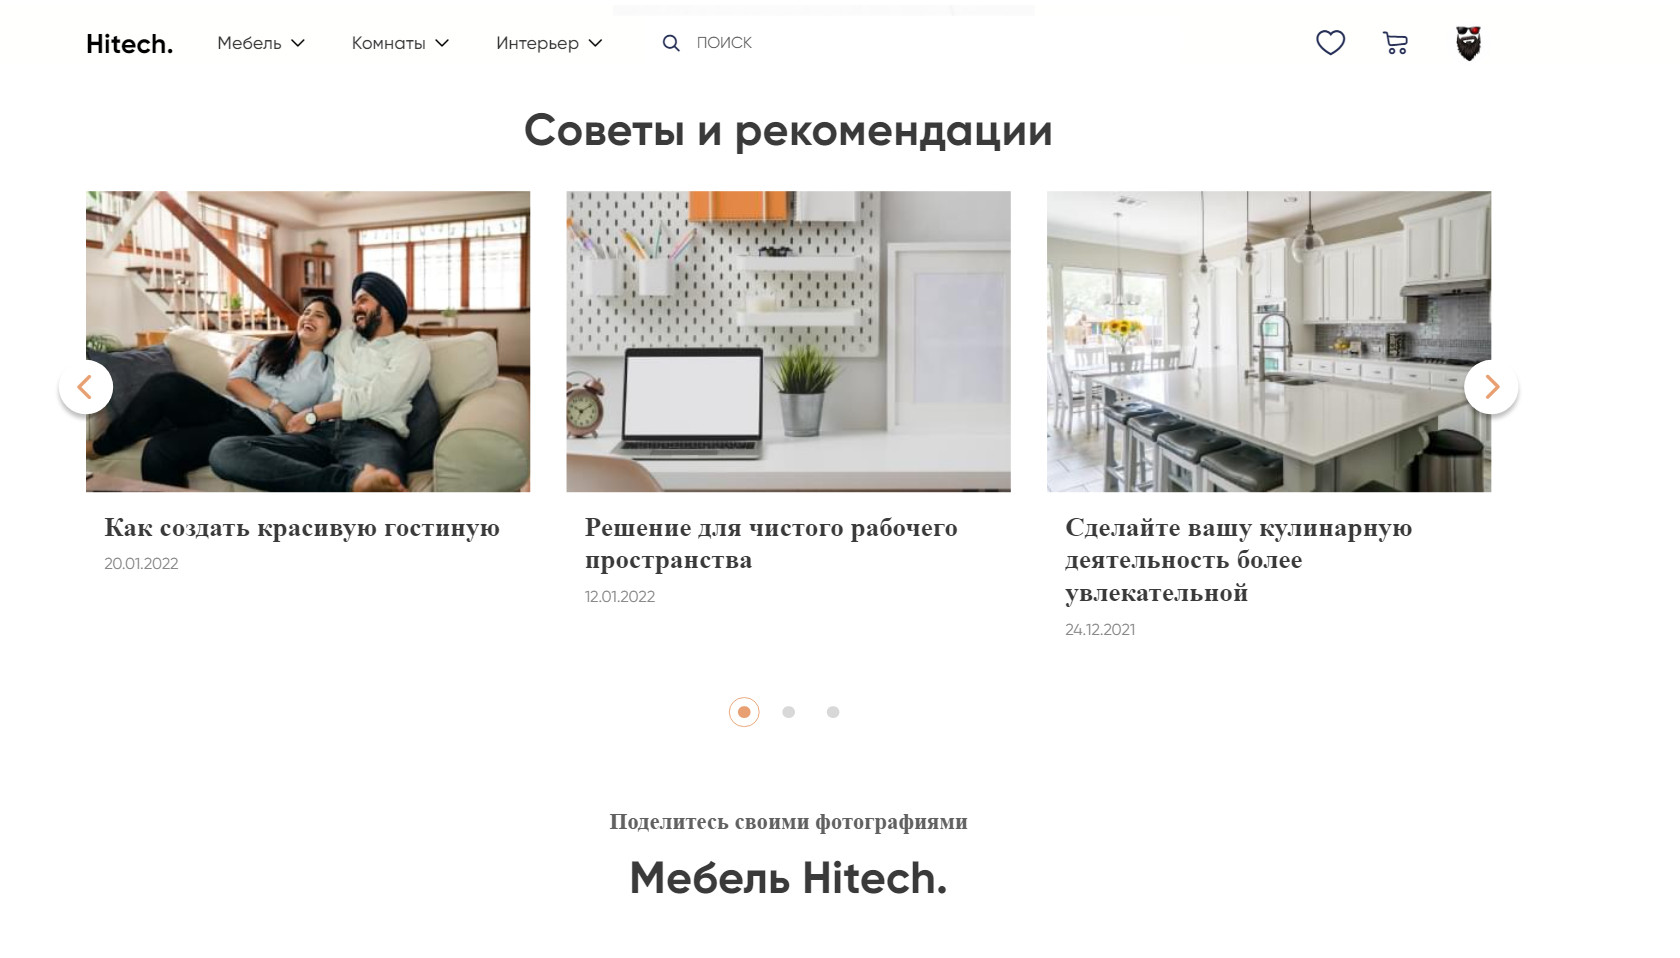 Hitech.
Мебель
Комнаты
Интерьер
ПОИСК
Советы и рекомендации
Как создать красивую гостиную
20.01.2022
Решение для чистого рабочего
пространства
12.01.2022
Сделайте вашу кулинарную
деятельность более
увлекательной
24.12.2021
Поделитесь своими фотографиями
Мебель Hitech.